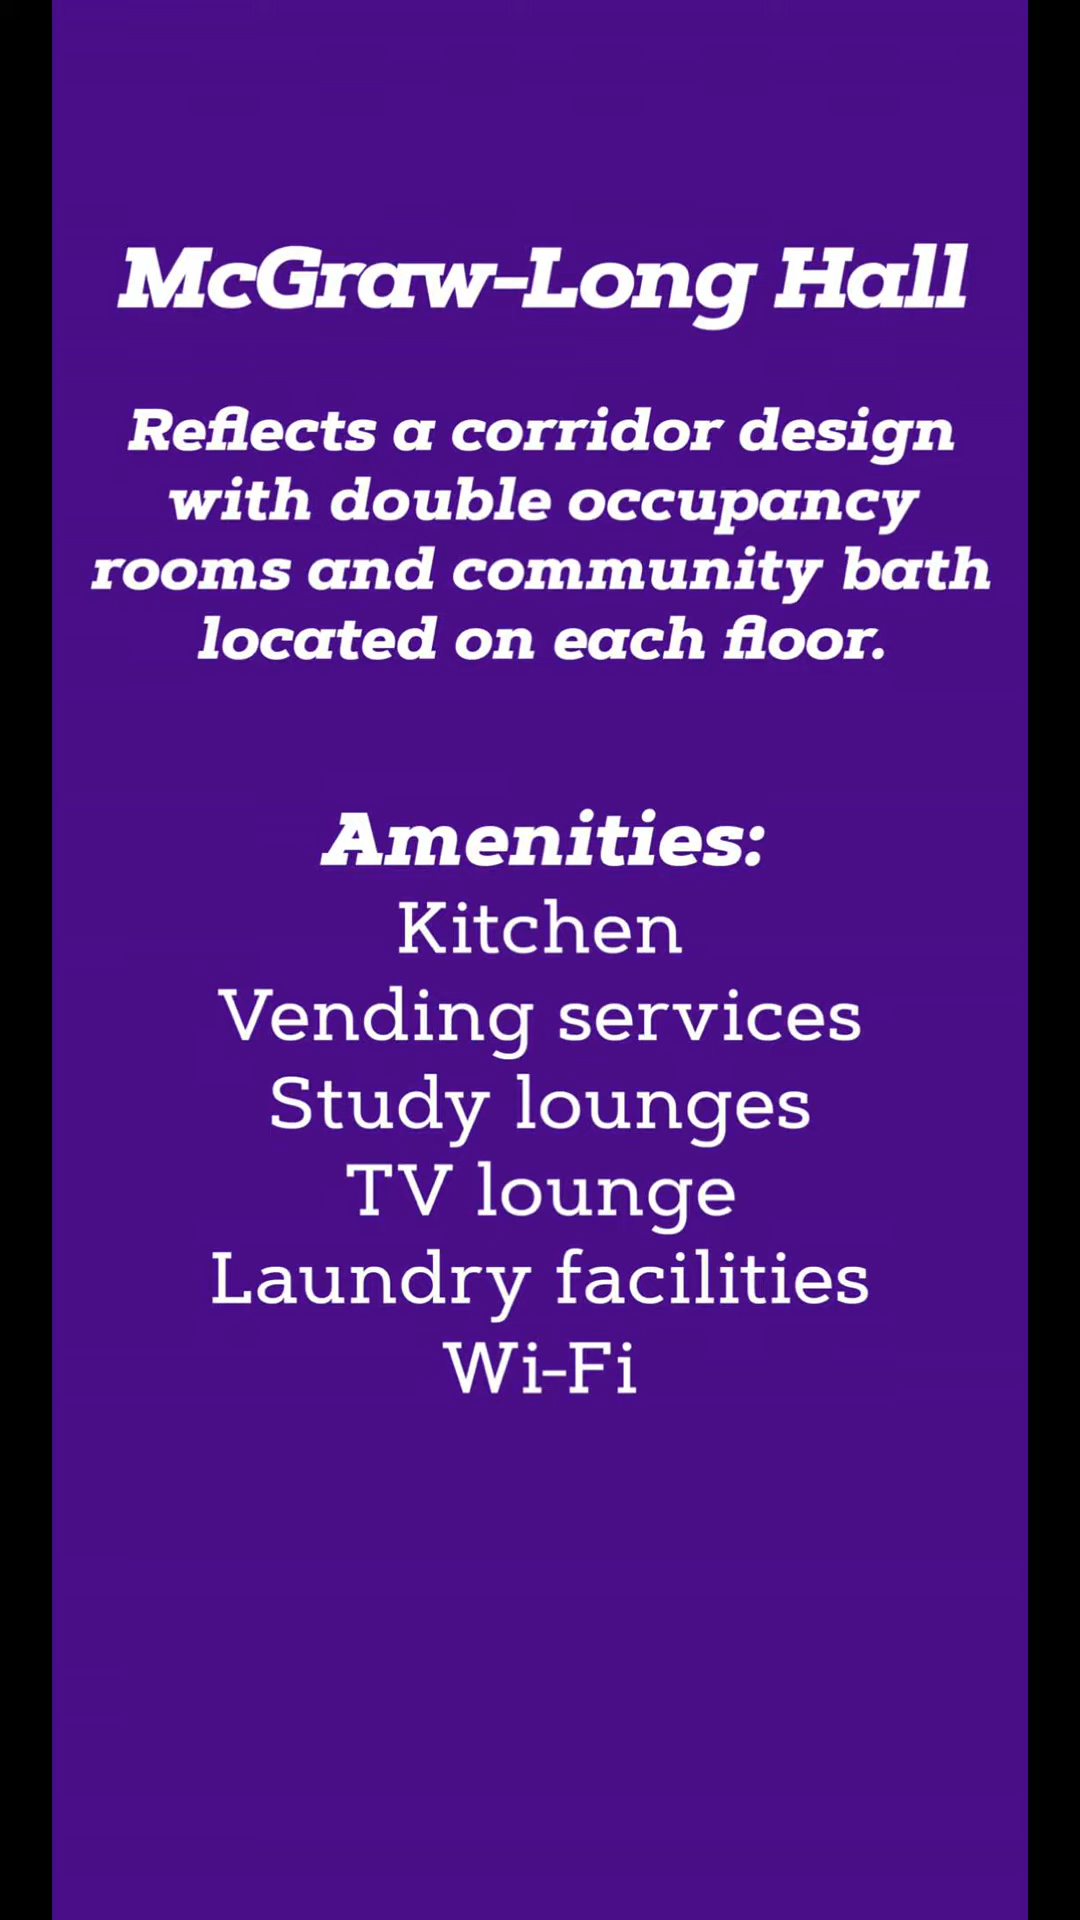 McGraw-Long Hall
Reflects a corridor design
with double occupancy
rooms and community bath
located on each floor.
Amenities:
Kitchen
Vending services
Study lounges
TV lounge
Laundry facilities
Wi-Fi